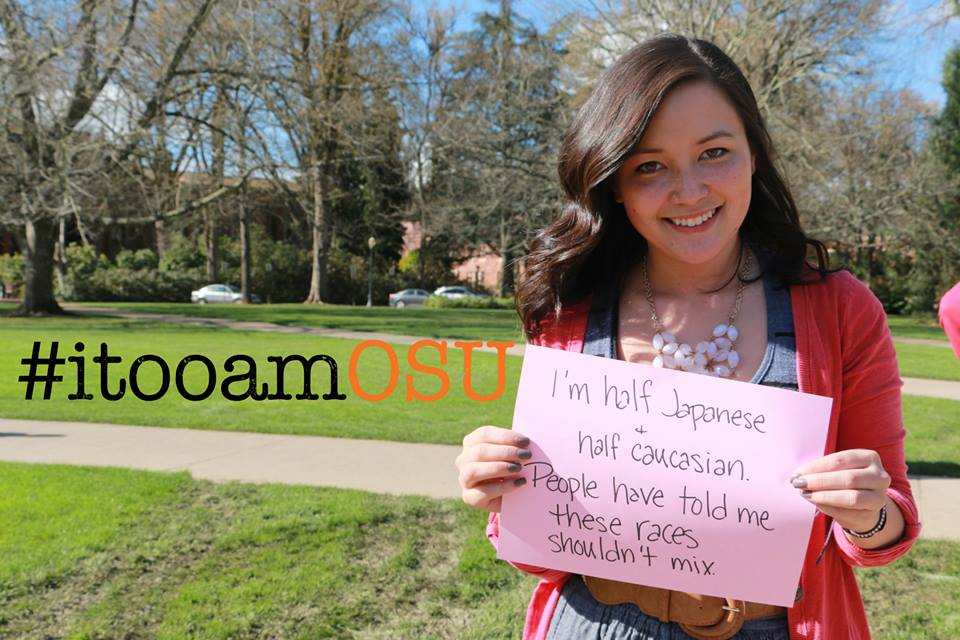 #itooamOSU
I'm half Japanese
+
half caucasian.
People have told me
these races
shouldn't mix.